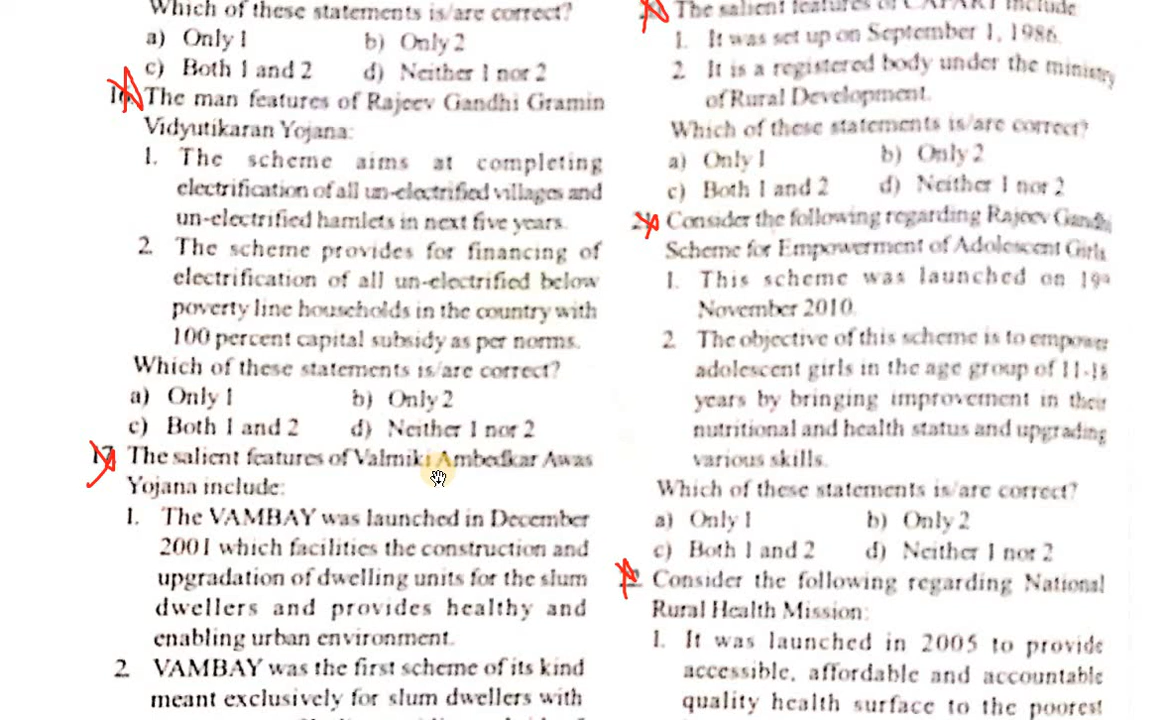 Which of these statements is/are correct?
a) Only 1 b) Only 2
c) Both 1 and 2 d) Neither 1 nor 2
16. The man features of Rajeev Gandhi Gramin
Vidyutikaran Yojana:
1. The scheme aims at completing
electrification of all un-electrified villages and
un-electrified hamlets in next five years.
2. The scheme provides for financing of
electrification of all un-electrified below
poverty line households in the country with
100 percent capital subsidy as per norms.
Which of these statements is/are correct?
a) Only 1 b) Only 2
c) Both 1 and 2 d) Neither 1 nor 2
17. The salient features of Valmiki Ambedkar Awas
Yojana include:
1. The VAMBAY was launched in December
2001 which facilities the construction and
upgradation of dwelling units for the slum
dwellers and provides healthy and
enabling urban environment.
2. VAMBAY was the first scheme of its kind
meant exclusively for slum dwellers with
The salient features of CAPART include
1. It was set up on September 1, 1986.
2. It is a registered body under the ministry
of Rural Development.
Which of these statements is/are correct?
a) Only 1 b) Only 2
c) Both 1 and 2 d) Neither 1 nor 2
Consider the following regarding Rajeev Gandhi
Scheme for Empowerment of Adolescent Girls
1. This scheme was launched on 19th
November 2010.
2. The objective of this scheme is to empower
adolescent girls in the age group of 11-18
years by bringing improvement in their
nutritional and health status and upgrading
various skills.
Which of these statements is/are correct?
a) Only 1 b) Only 2
c) Both 1 and 2 d) Neither 1 nor 2
Consider the following regarding National
Rural Health Mission:
1. It was launched in 2005 to provide
accessible, affordable and accountable
quality health surface to the poorest